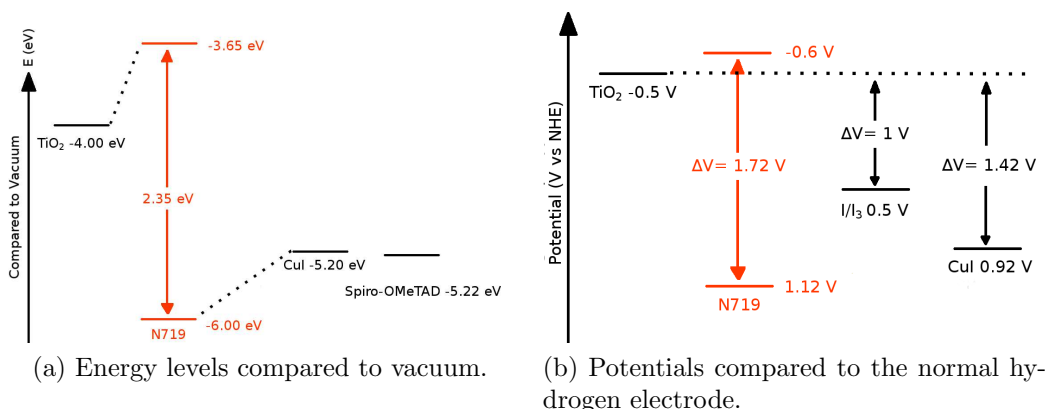 E (eV)
Compared to Vacuum
-3.65 eV
TiO₂ -4.00 eV
2.35 eV
CuI -5.20 eV
Spiro-OMeTAD -5.22 eV
-6.00 eV
N719
(a) Energy levels compared to vacuum.
Potential (V vs NHE)
-0.6 V
TiO₂ -0.5 V
ΔV= 1 V
ΔV= 1.72 V
ΔV= 1.42 V
I/I₃ 0.5 V
CuI 0.92 V
1.12 V
N719
(b) Potentials compared to the normal hy-
drogen electrode.